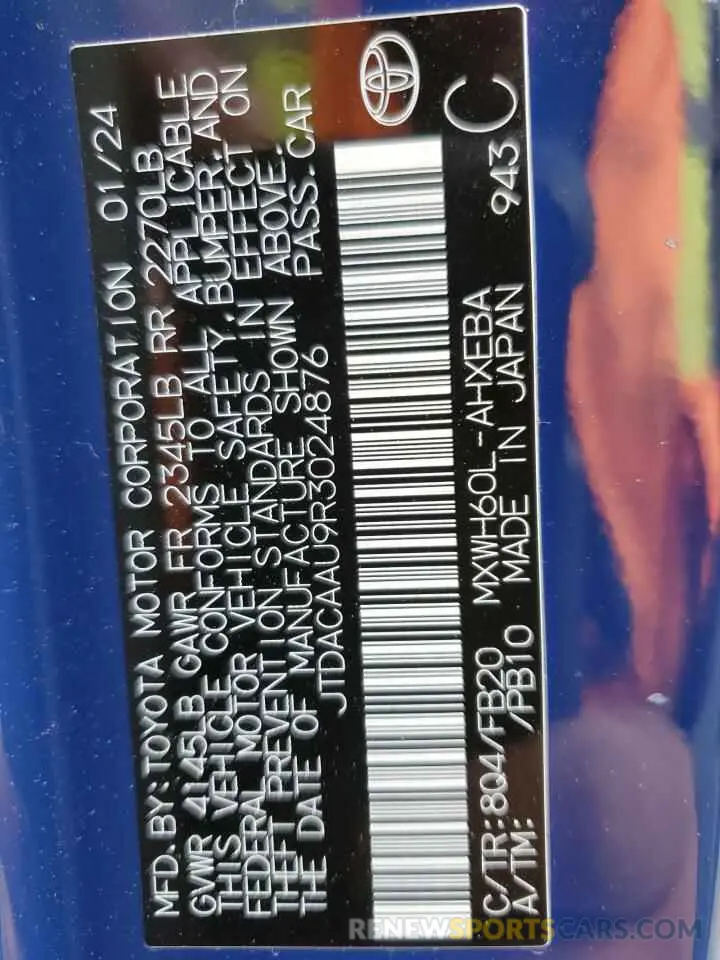 MFD.BY:TOYOTA MOTOR CORPORATION 01/24
GVWR 4145LB GAWR FR 2345LB RR 2270LB
THIS VEHICLE CONFORMS TO ALL APPLICABLE
FEDERAL MOTOR VEHICLE SAFETY,BUMPER,AND
THEFT PREVENTION STANDARDS IN EFFECT ON
THE DATE OF MANUFACTURE SHOWN ABOVE.
JTDACAAU9R3024876 PASS.CAR
C/TR:8Q4/FB20 MXWH60L-AHXEBA 943 C
A/TM: /PB10 MADE IN JAPAN
RENEWSPORTSCARS.COM